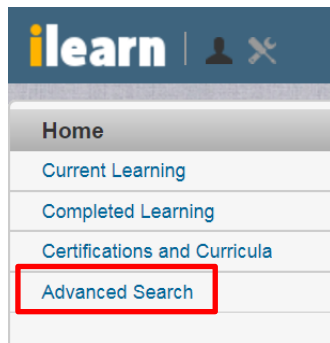 ilearn
Home
Current Learning
Completed Learning
Certifications and Curricula
Advanced Search